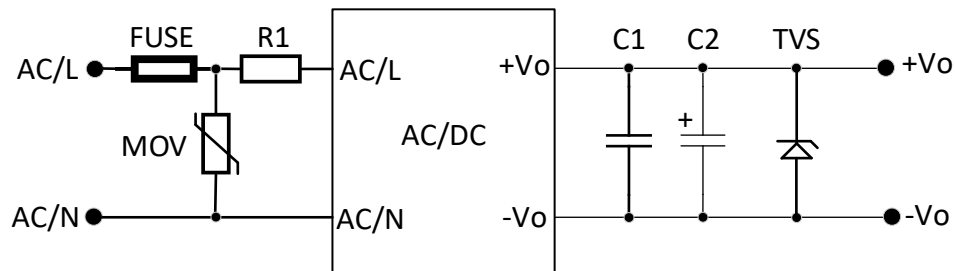 FUSE R1 C1 C2 TVS
AC/L AC/L +Vo +Vo
MOV AC/DC +
AC/N AC/N -Vo -Vo